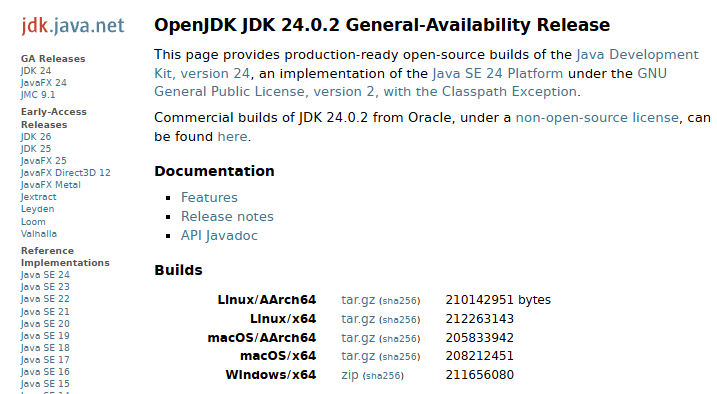 jdk.java.net
GA Releases
JDK 24
JavaFX 24
JMC 9.1
Early-Access
Releases
JDK 26
JDK 25
JavaFX 25
JavaFX Direct3D 12
JavaFX Metal
Jextract
Leyden
Loom
Valhalla
Reference
Implementations
Java SE 24
Java SE 23
Java SE 22
Java SE 21
Java SE 20
Java SE 19
Java SE 18
Java SE 17
Java SE 16
Java SE 15
OpenJDK JDK 24.0.2 General-Availability Release
This page provides production-ready open-source builds of the Java Development
Kit, version 24, an implementation of the Java SE 24 Platform under the GNU
General Public License, version 2, with the Classpath Exception.
Commercial builds of JDK 24.0.2 from Oracle, under a non-open-source license, can
be found here.
Documentation
▪ Features
▪ Release notes
▪ API Javadoc
Builds
Linux/AArch64 tar.gz (sha256) 210142951 bytes
Linux/x64 tar.gz (sha256) 212263143
macOS/AArch64 tar.gz (sha256) 205833942
macOS/x64 tar.gz (sha256) 208212451
Windows/x64 zip (sha256) 211656080